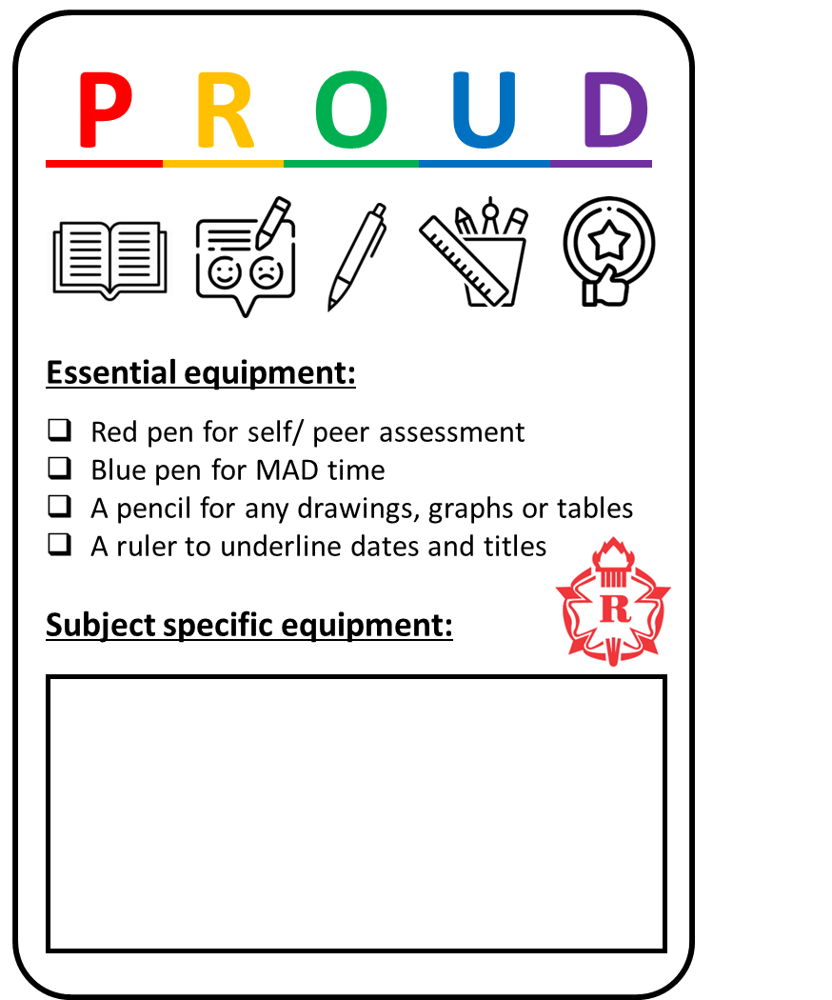 P R O U D
Essential equipment:
❑ Red pen for self/ peer assessment
❑ Blue pen for MAD time
❑ A pencil for any drawings, graphs or tables
❑ A ruler to underline dates and titles
R
Subject specific equipment: